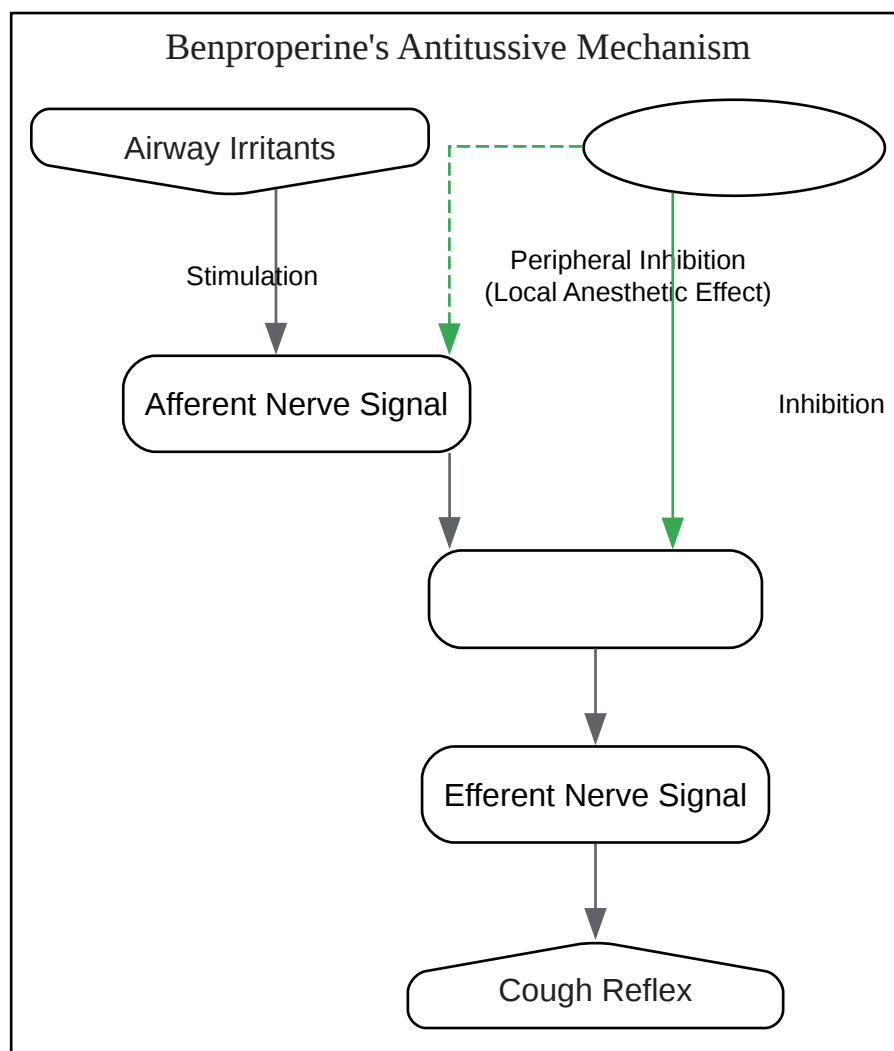 Benproperine's Antitussive Mechanism
Airway Irritants
Stimulation
Peripheral Inhibition
(Local Anesthetic Effect)
Afferent Nerve Signal
Inhibition
Efferent Nerve Signal
Cough Reflex